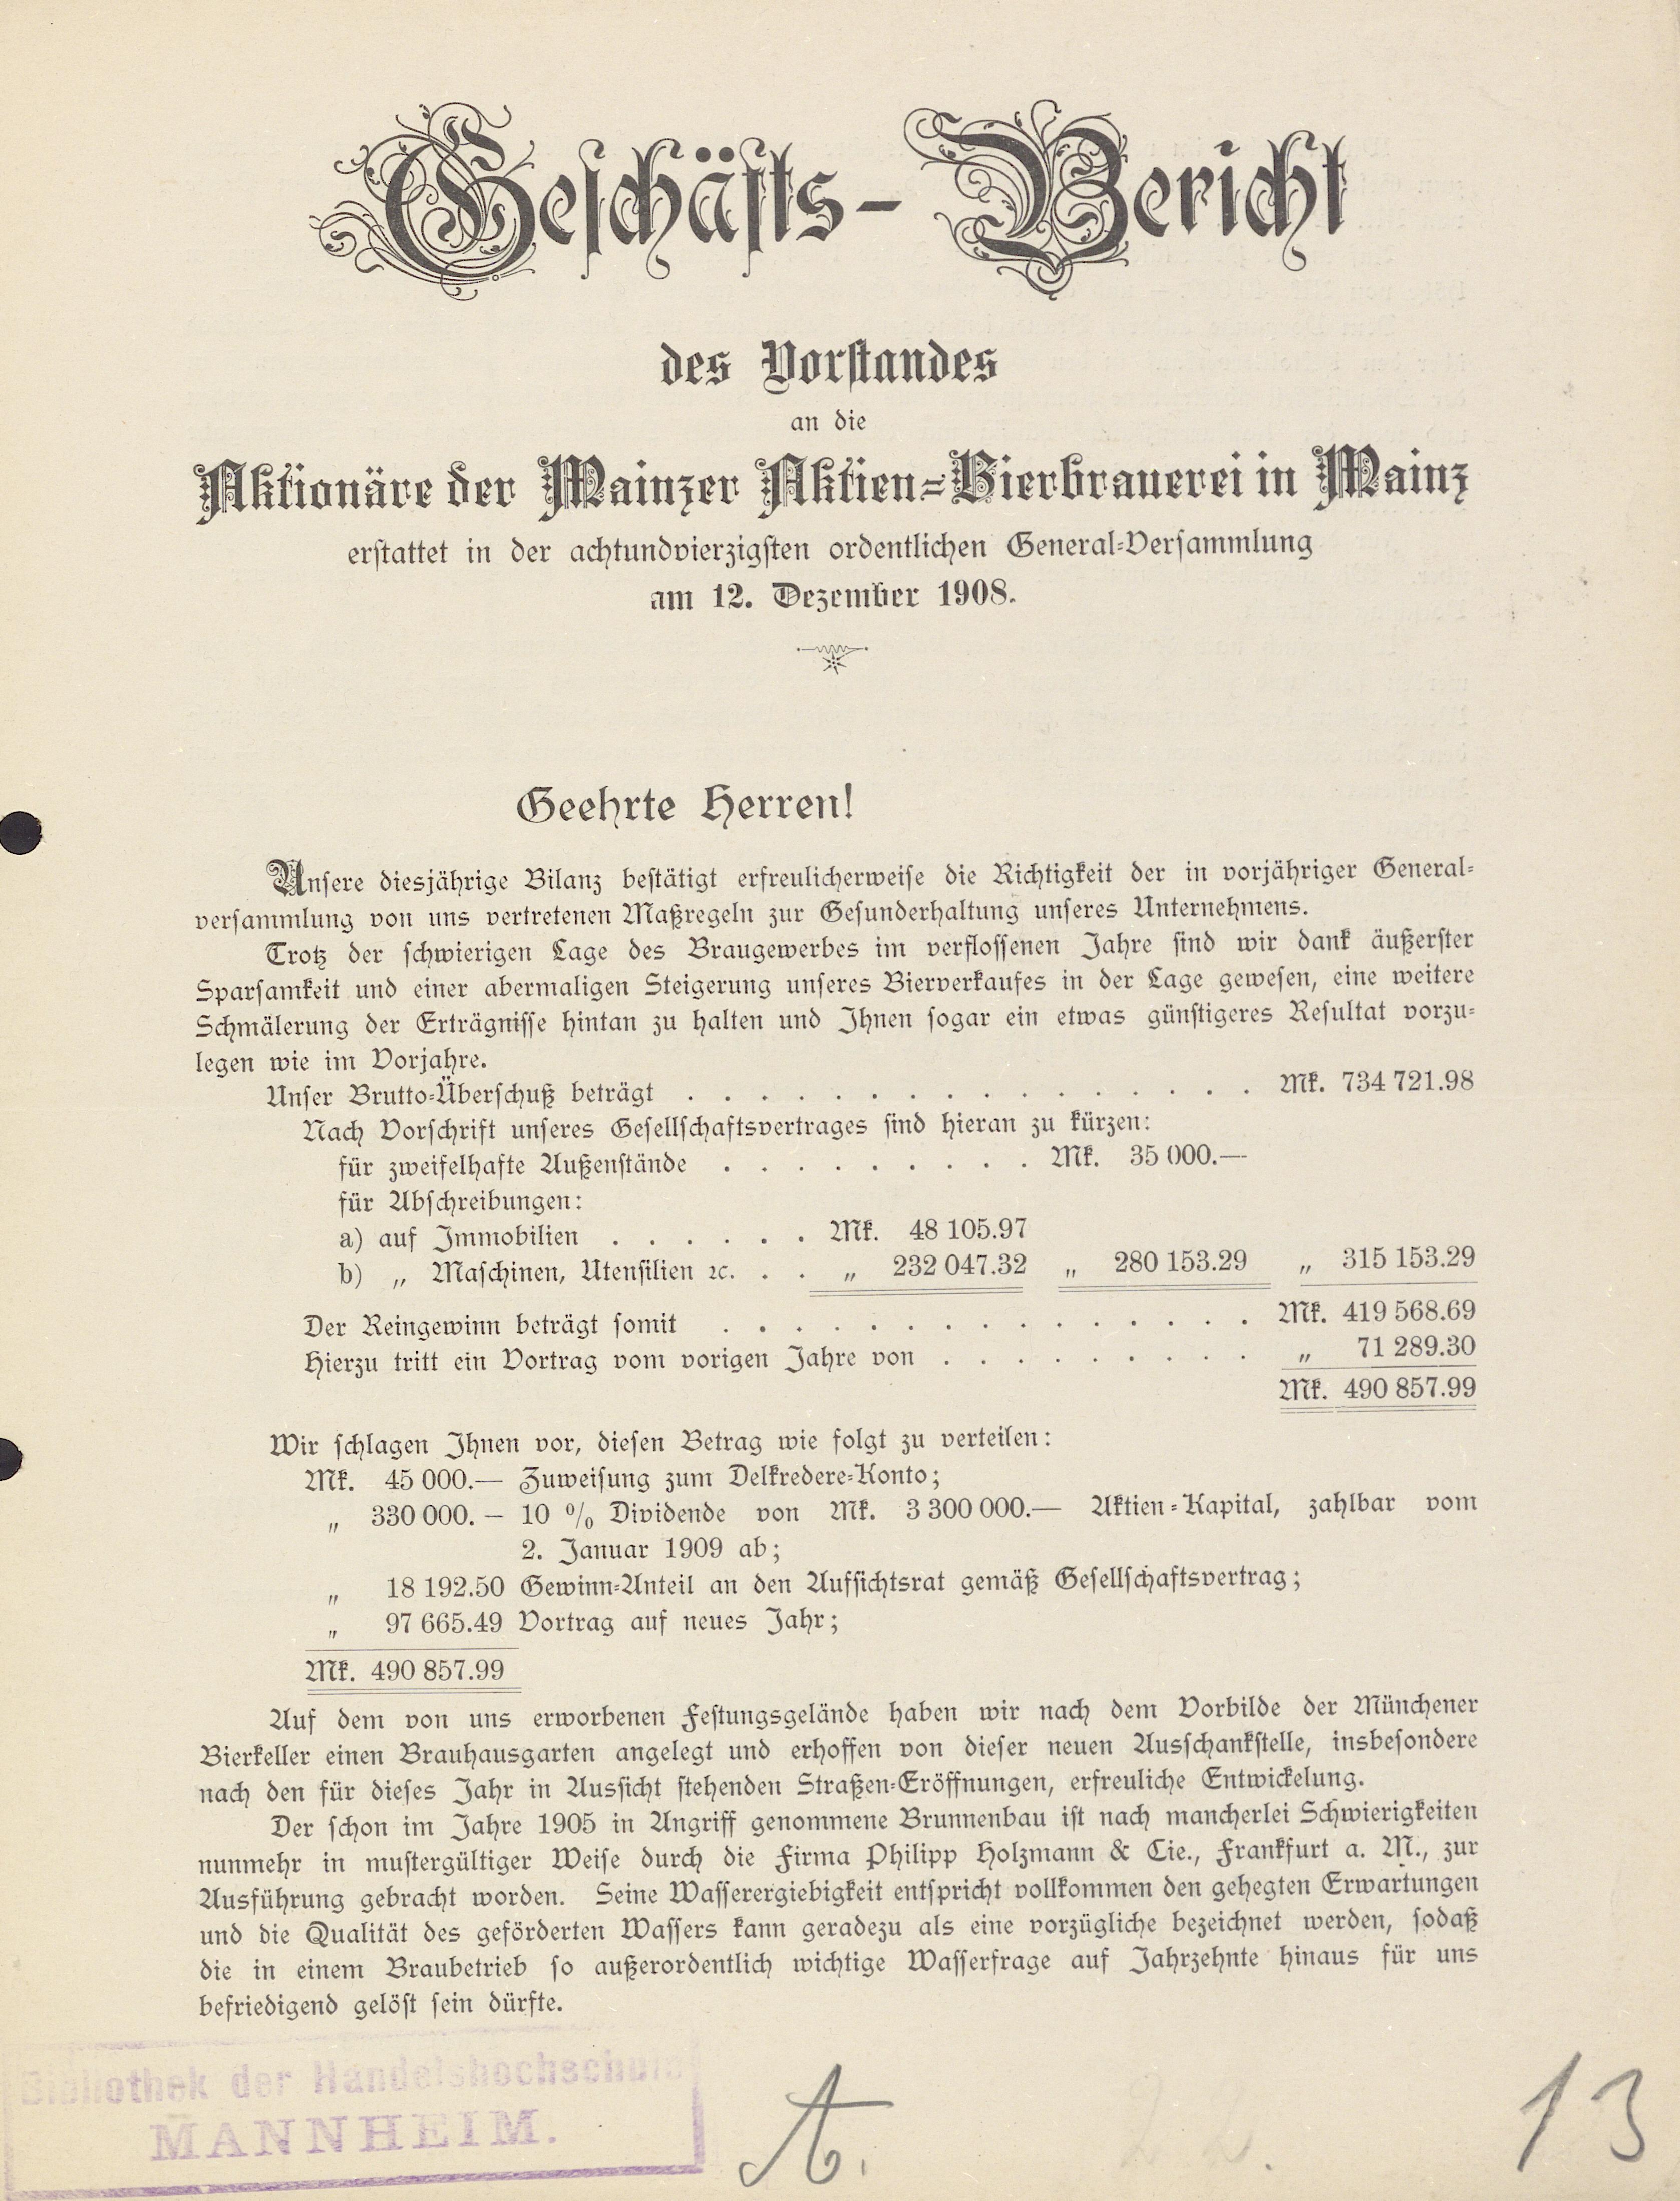 Geschäfts-Bericht
des Vorstandes
an die
Aktionäre der Mainzer Aktien-Bierbrauerei in Mainz
erstattet in der achtundvierzigsten ordentlichen General-Versammlung
am 12. Dezember 1908.
Geehrte Herren!
Unsere diesjährige Bilanz bestätigt erfreulicherweise die Richtigkeit der in vorjähriger General-
versammlung von uns vertretenen Maßregeln zur Gesunderhaltung unseres Unternehmens.
Trotz der schwierigen Lage des Braugewerbes im verflossenen Jahre sind wir dank äußerster
Sparsamkeit und einer abermaligen Steigerung unseres Bierverkaufes in der Lage gewesen, eine weitere
Schmälerung der Erträgnisse hintan zu halten und Ihnen sogar ein etwas günstigeres Resultat vorzu-
legen wie im Vorjahre.
Unser Brutto-Überschuß beträgt . . . . . . . . . . . . . . . . Mk. 734 721.98
Nach Vorschrift unseres Gesellschaftsvertrages sind hieran zu kürzen:
für zweifelhafte Außenstände . . . . . . . . . Mk. 35 000.—
für Abschreibungen:
a) auf Immobilien . . . . . . Mk. 48 105.97
b) „ Maschinen, Utensilien ꝛc. . . „ 232 047.32 „ 280 153.29 „ 315 153.29
Der Reingewinn beträgt somit . . . . . . . . . . . . . . . Mk. 419 568.69
Hierzu tritt ein Vortrag vom vorigen Jahre von . . . . . . . . . „ 71 289.30
Mk. 490 857.99
Wir schlagen Ihnen vor, diesen Betrag wie folgt zu verteilen:
Mk. 45 000.— Zuweisung zum Delkredere-Konto;
„ 330 000. — 10 % Dividende von Mk. 3 300 000.— Aktien-Kapital, zahlbar vom
2. Januar 1909 ab;
„ 18 192.50 Gewinn-Anteil an den Aufsichtsrat gemäß Gesellschaftsvertrag;
„ 97 665.49 Vortrag auf neues Jahr;
Mk. 490 857.99
Auf dem von uns erworbenen Festungsgelände haben wir nach dem Vorbilde der Münchener
Bierkeller einen Brauhausgarten angelegt und erhoffen von dieser neuen Ausschankstelle, insbesondere
nach den für dieses Jahr in Aussicht stehenden Straßen-Eröffnungen, erfreuliche Entwickelung.
Der schon im Jahre 1905 in Angriff genommene Brunnenbau ist nach mancherlei Schwierigkeiten
nunmehr in mustergültiger Weise durch die Firma Philipp Holzmann & Cie., Frankfurt a. M., zur
Ausführung gebracht worden. Seine Wasserergiebigkeit entspricht vollkommen den gehegten Erwartungen
und die Qualität des geförderten Wassers kann geradezu als eine vorzügliche bezeichnet werden, sodaß
die in einem Braubetrieb so außerordentlich wichtige Wasserfrage auf Jahrzehnte hinaus für uns
befriedigend gelöst sein dürfte.
Bibliothek der Handelshochschule
MANNHEIM.
A.
13